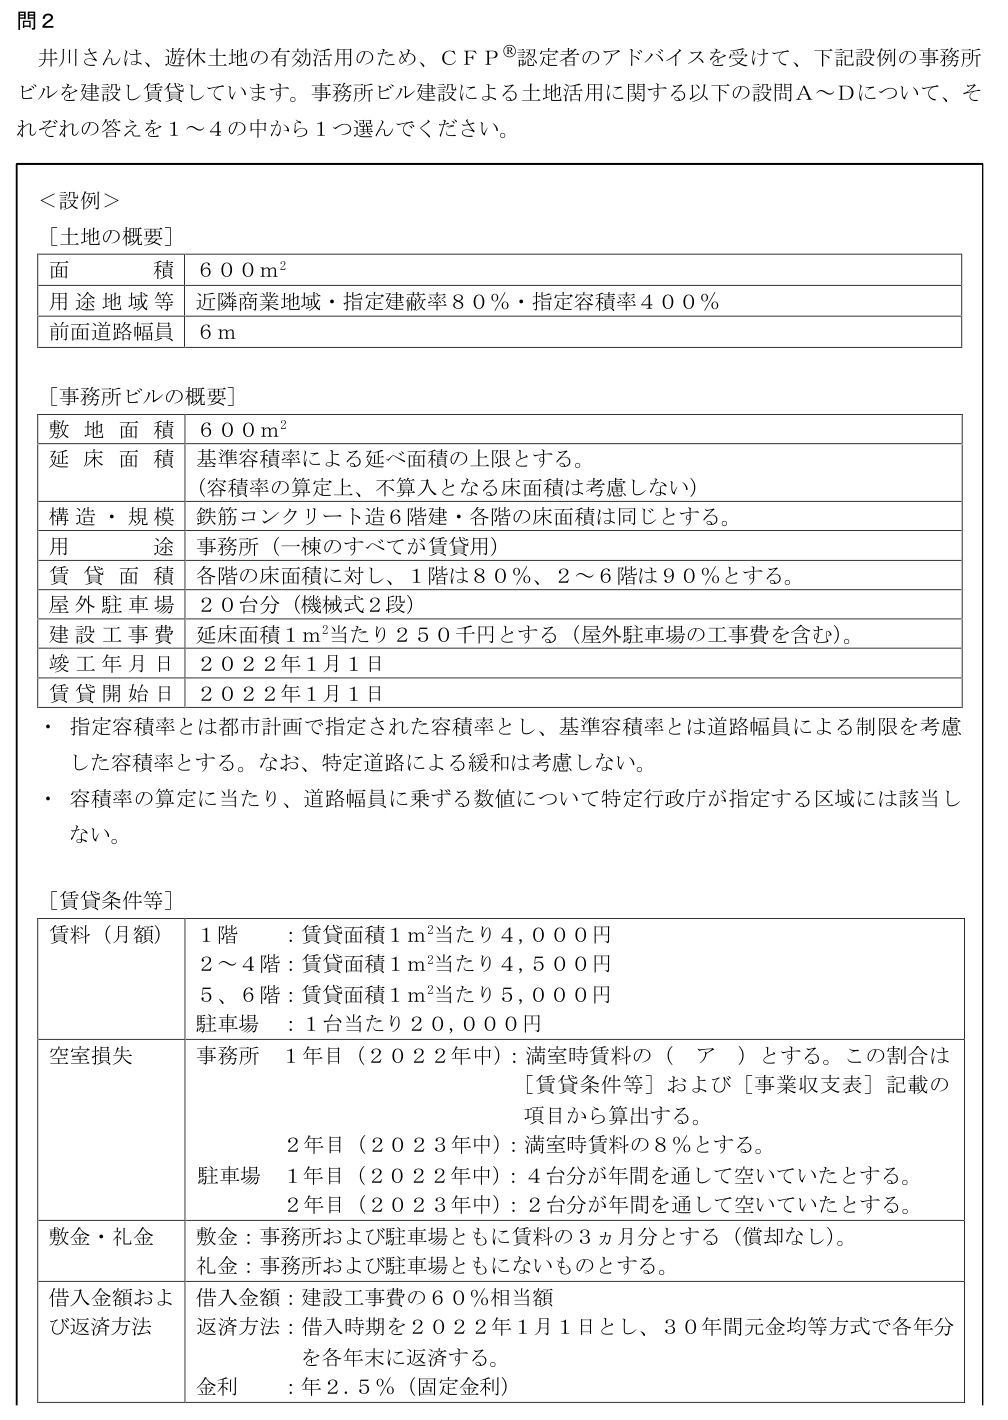 問２
　井川さんは、遊休土地の有効活用のため、ＣＦＰ®認定者のアドバイスを受けて、下記設例の事務所
ビルを建設し賃貸しています。事務所ビル建設による土地活用に関する以下の設問Ａ～Ｄについて、そ
れぞれの答えを１～４の中から１つ選んでください。
＜設例＞
［土地の概要］
面積　６００m²
用途地域等　近隣商業地域・指定建蔽率８０％・指定容積率４００％
前面道路幅員　６m
［事務所ビルの概要］
敷地面積　６００m²
延床面積　基準容積率による延べ面積の上限とする。
（容積率の算定上、不算入となる床面積は考慮しない）
構造・規模　鉄筋コンクリート造６階建・各階の床面積は同じとする。
用途　事務所（一棟のすべてが賃貸用）
賃貸面積　各階の床面積に対し、１階は８０％、２～６階は９０％とする。
屋外駐車場　２０台分（機械式２段）
建設工事費　延床面積１m²当たり２５０千円とする（屋外駐車場の工事費を含む）。
竣工年月日　２０２２年１月１日
賃貸開始日　２０２２年１月１日
・ 指定容積率とは都市計画で指定された容積率とし、基準容積率とは道路幅員による制限を考慮
した容積率とする。なお、特定道路による緩和は考慮しない。
・ 容積率の算定に当たり、道路幅員に乗ずる数値について特定行政庁が指定する区域には該当し
ない。
［賃貸条件等］
賃料（月額）　１階　：賃貸面積１m²当たり４,０００円
２～４階：賃貸面積１m²当たり４,５００円
５、６階：賃貸面積１m²当たり５,０００円
駐車場　：１台当たり２０,０００円
空室損失　事務所　１年目（２０２２年中）：満室時賃料の（　ア　）とする。この割合は
［賃貸条件等］および［事業収支表］記載の
項目から算出する。
２年目（２０２３年中）：満室時賃料の８％とする。
駐車場　１年目（２０２２年中）：４台分が年間を通して空いていたとする。
２年目（２０２３年中）：２台分が年間を通して空いていたとする。
敷金・礼金　敷金：事務所および駐車場ともに賃料の３ヵ月分とする（償却なし）。
礼金：事務所および駐車場ともにないものとする。
借入金額およ　借入金額：建設工事費の６０％相当額
び返済方法　返済方法：借入時期を２０２２年１月１日とし、３０年間元金均等方式で各年分
を各年末に返済する。
金利　：年２.５％（固定金利）